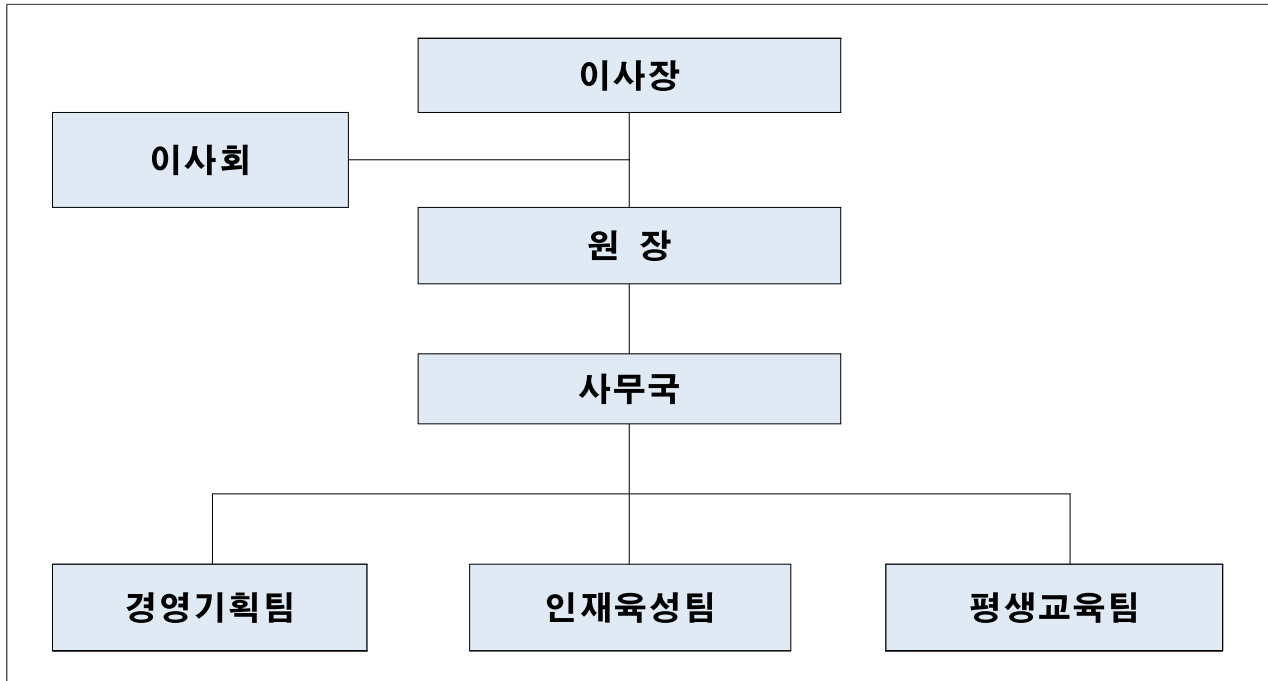 이사장
이사회
원 장
사무국
경영기획팀
인재육성팀
평생교육팀